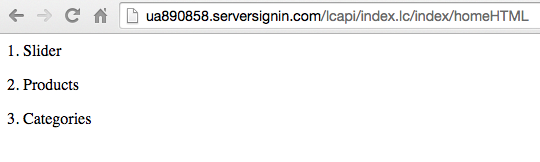 ua890858.serversignin.com/lcapi/index.lc/index/homeHTML
1. Slider
2. Products
3. Categories